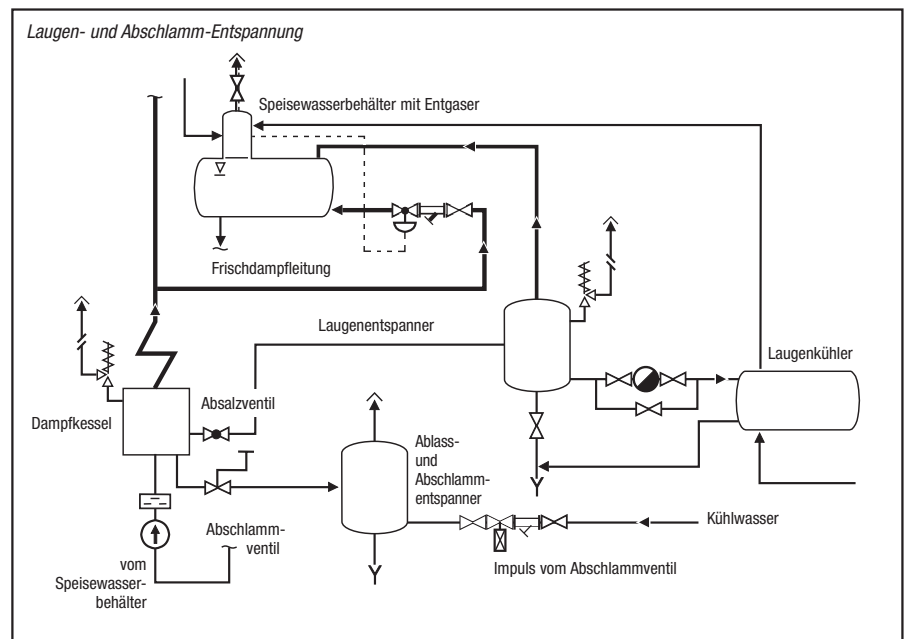 Laugen- und Abschlamm-Entspannung
Speisewasserbehälter mit Entgaser
Frischdampfleitung
Laugenentspanner
Laugenkühler
Dampfkessel
Absalzventil
Ablass-
und
Abschlamm-
entspanner
Kühlwasser
Abschlamm-
ventil
Impuls vom Abschlammventil
vom
Speisewasser-
behälter